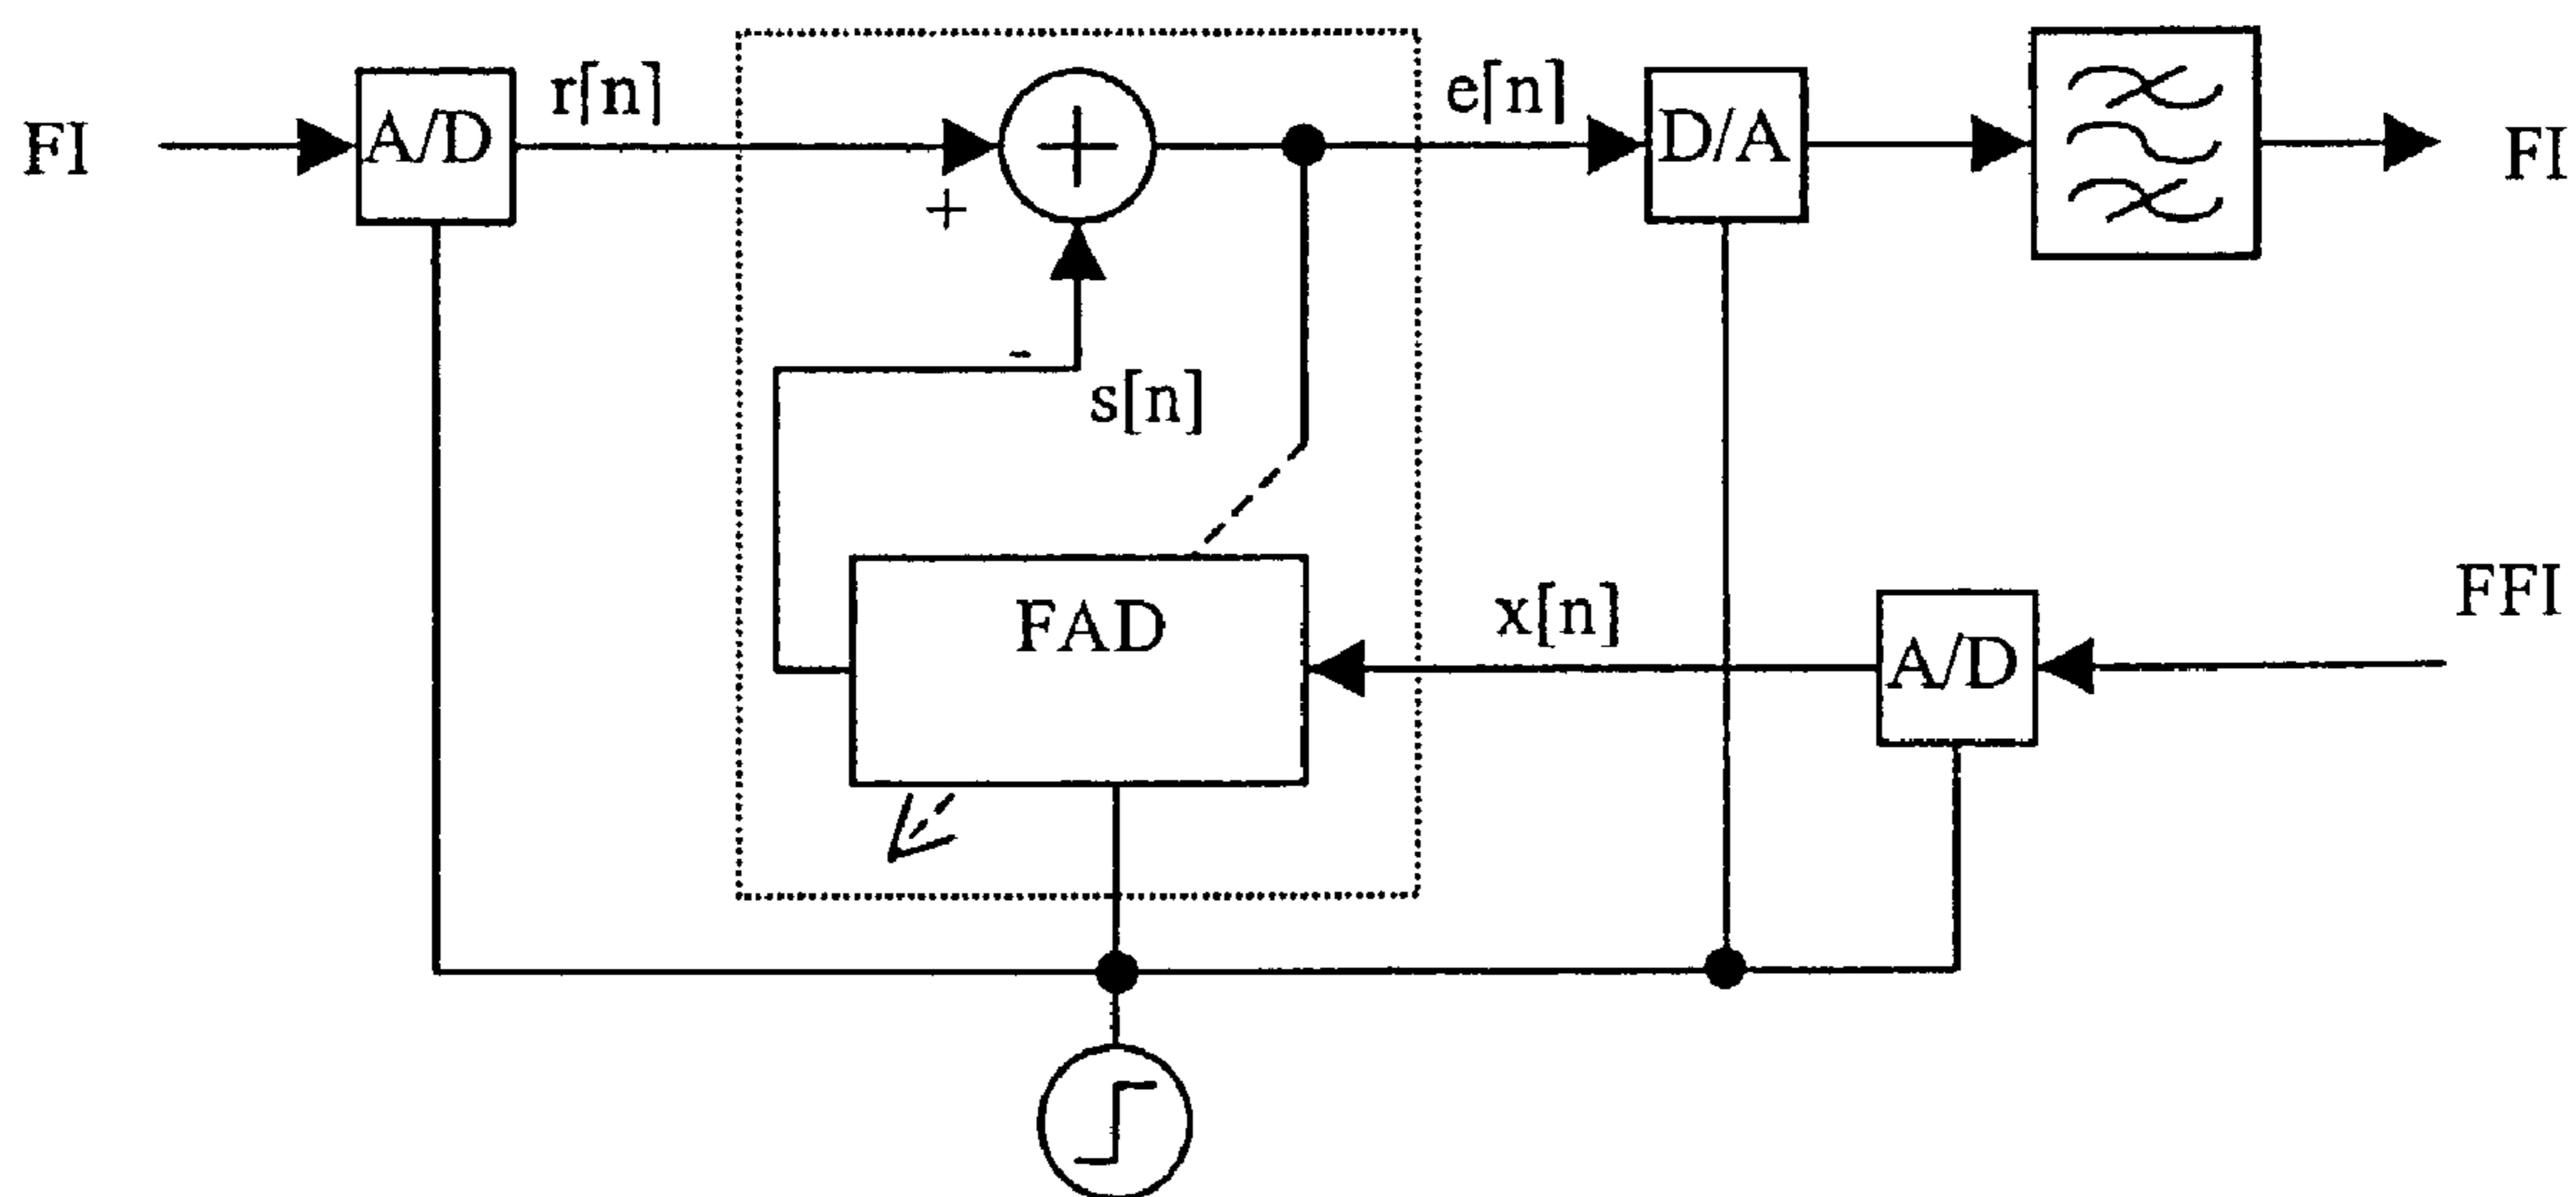 FI
A/D
r[n]
+
e[n]
D/A
FI
-
s[n]
FAD
x[n]
A/D
FFI